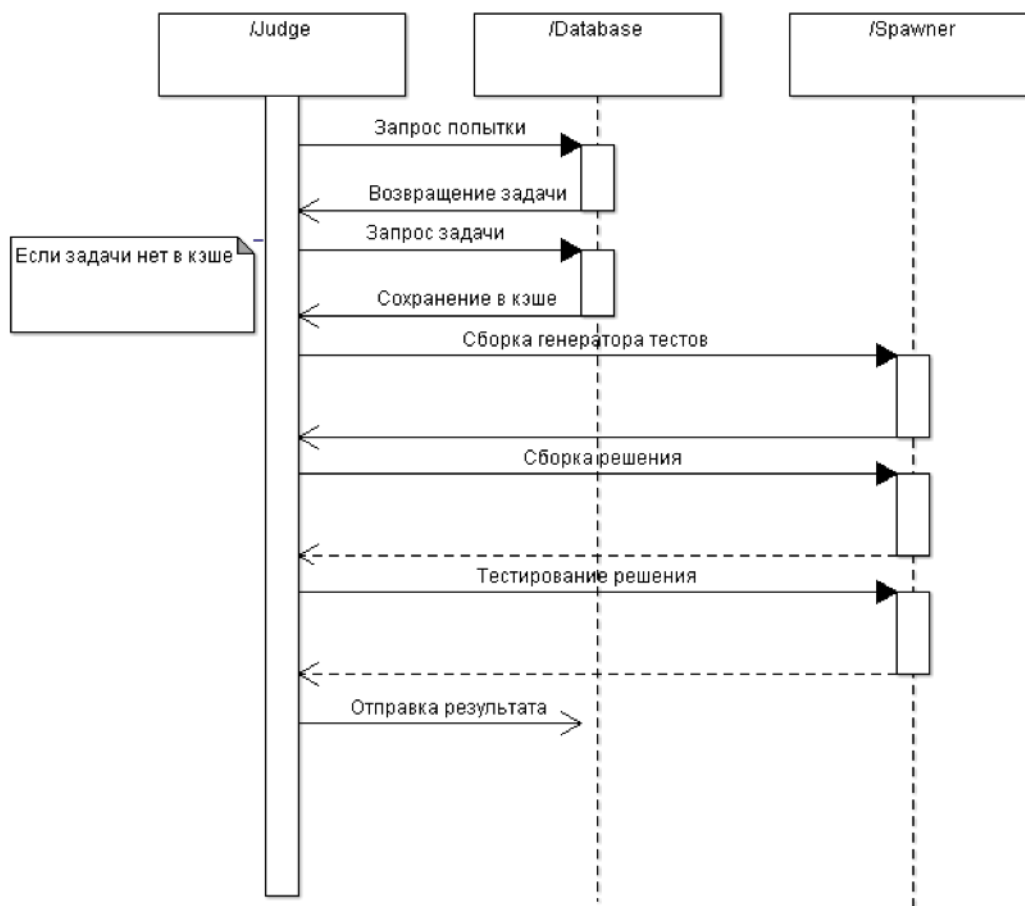 /Judge
/Database
/Spawner
Запрос попытки
Возвращение задачи
Запрос задачи
Если задачи нет в кэше
Сохранение в кэше
Сборка генератора тестов
Сборка решения
Тестирование решения
Отправка результата